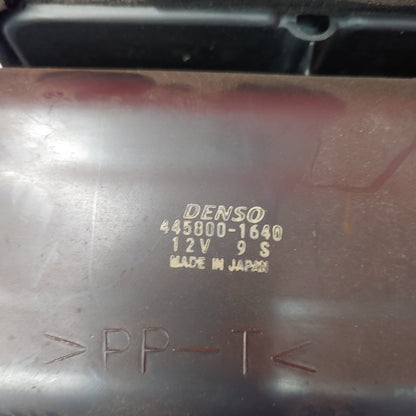 DENSO
445800-1640
12V 9 S
MADE IN JAPAN
>PP-T<